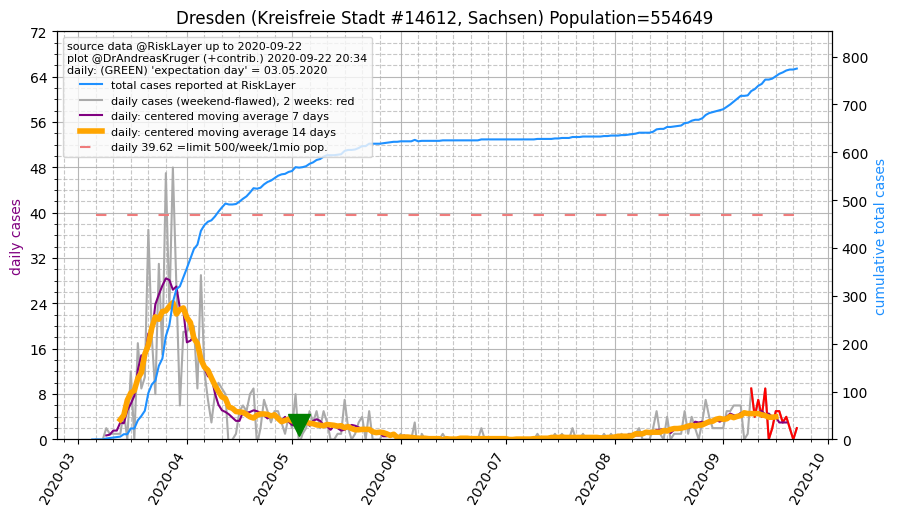 Dresden (Kreisfreie Stadt #14612, Sachsen) Population=554649
source data @RiskLayer up to 2020-09-22
plot @DrAndreasKruger (+contrib.) 2020-09-22 20:34
daily: (GREEN) 'expectation day' = 03.05.2020
total cases reported at RiskLayer
daily cases (weekend-flawed), 2 weeks: red
daily: centered moving average 7 days
daily: centered moving average 14 days
daily 39.62 =limit 500/week/1mio pop.
daily cases
72
64
56
48
40
32
24
16
8
0
cumulative total cases
800
700
600
500
400
300
200
100
0
2020-03
2020-04
2020-05
2020-06
2020-07
2020-08
2020-09
2020-10